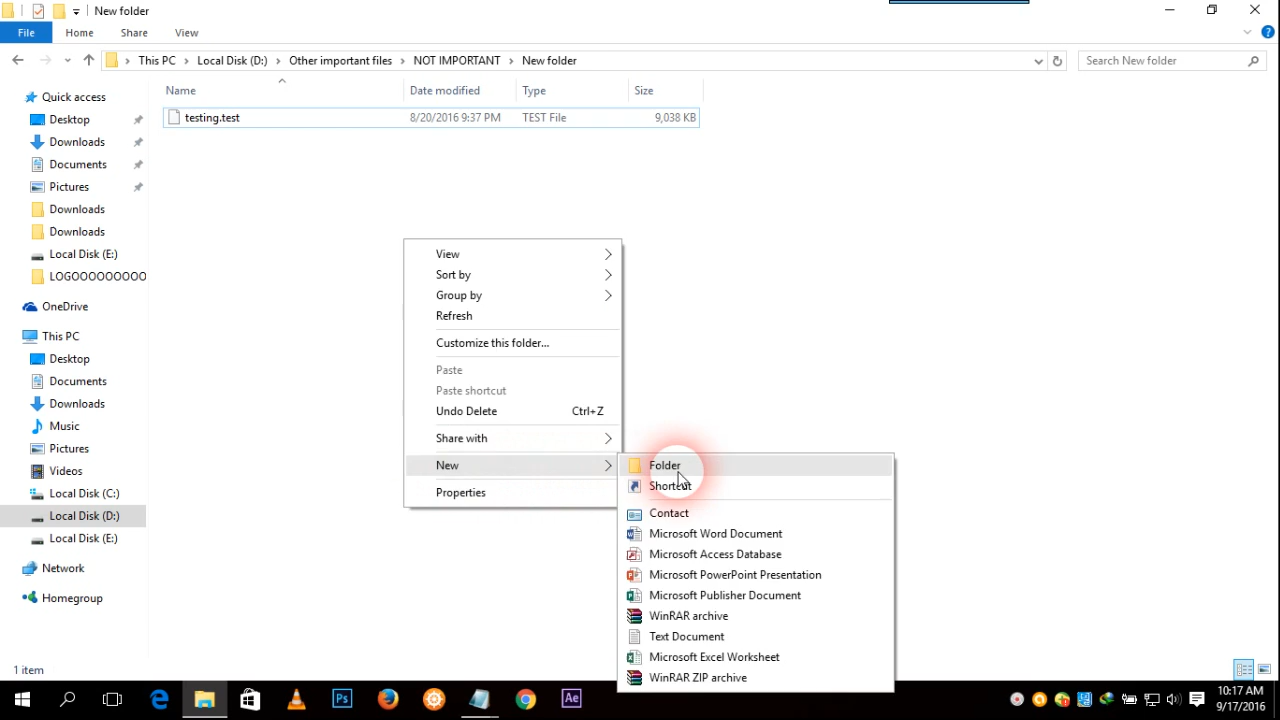 New folder
File Home Share View
This PC Local Disk (D:) Other important files NOT IMPORTANT New folder
Search New folder
Name Date modified Type Size
testing.test 8/20/2016 9:37 PM TEST File 9,038 KB
Quick access
Desktop
Downloads
Documents
Pictures
Downloads
Downloads
Local Disk (E:)
LOGOOOOOOOOO
OneDrive
This PC
Desktop
Documents
Downloads
Music
Pictures
Videos
Local Disk (C:)
Local Disk (D:)
Local Disk (E:)
Network
Homegroup
View
Sort by
Group by
Refresh
Customize this folder...
Paste
Paste shortcut
Undo Delete Ctrl+Z
Share with
New
Properties
Folder
Shortcut
Contact
Microsoft Word Document
Microsoft Access Database
Microsoft PowerPoint Presentation
Microsoft Publisher Document
WinRAR archive
Text Document
Microsoft Excel Worksheet
WinRAR ZIP archive
1 item
Ps
Ae
10:17 AM
9/17/2016